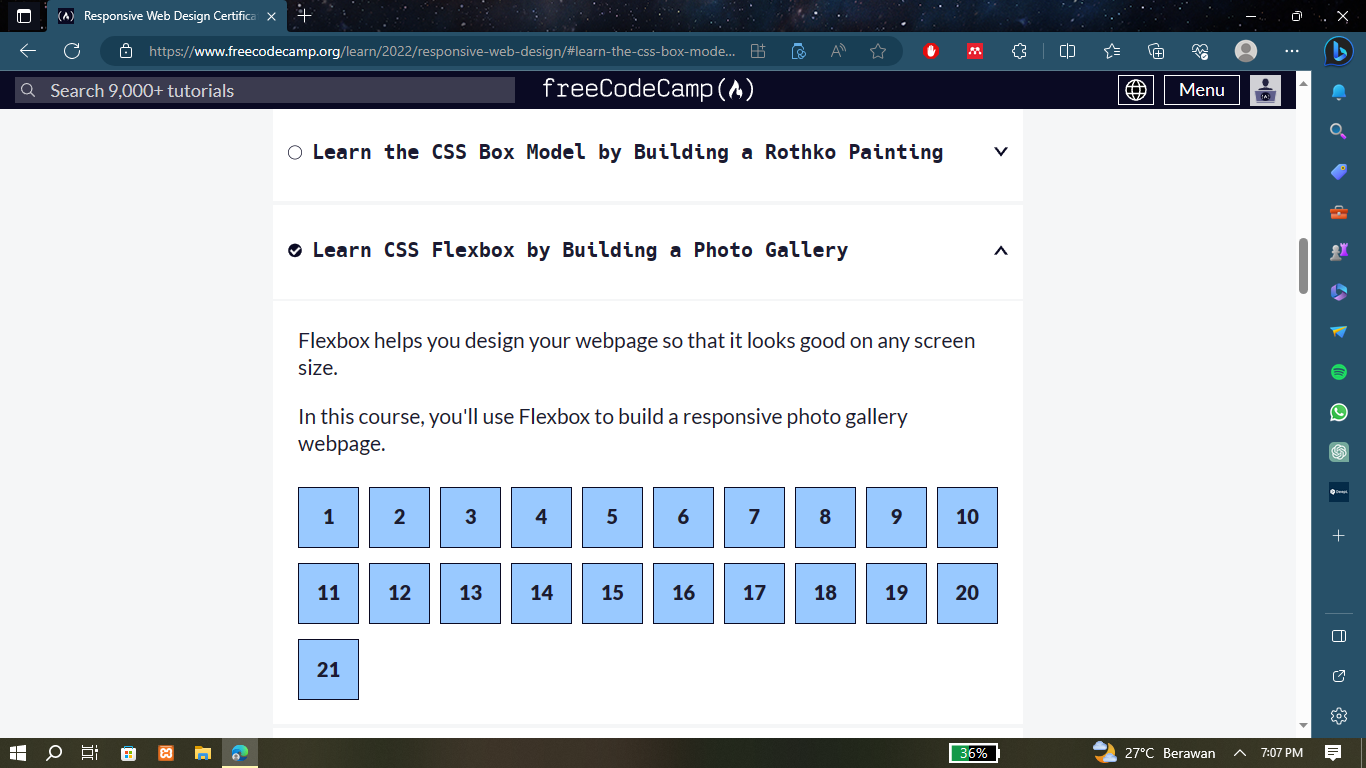 Responsive Web Design Certifica
https://www.freecodecamp.org/learn/2022/responsive-web-design/#learn-the-css-box-mode...
Search 9,000+ tutorials
freeCodeCamp(🔥)
Menu
Learn the CSS Box Model by Building a Rothko Painting
Learn CSS Flexbox by Building a Photo Gallery
Flexbox helps you design your webpage so that it looks good on any screen
size.
In this course, you'll use Flexbox to build a responsive photo gallery
webpage.
1 2 3 4 5 6 7 8 9 10
11 12 13 14 15 16 17 18 19 20
21
36%
27°C Berawan
7:07 PM